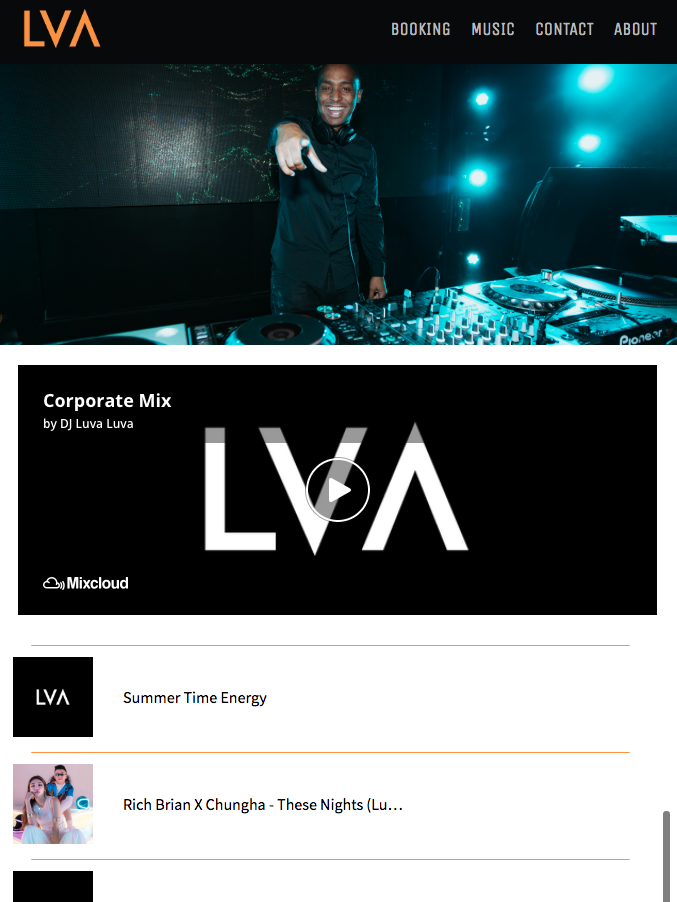 LVA
BOOKING MUSIC CONTACT ABOUT
Pioneer
Corporate Mix
by DJ Luva Luva
LVA
Mixcloud
LVA
Summer Time Energy
Rich Brian X Chungha - These Nights (Lu...